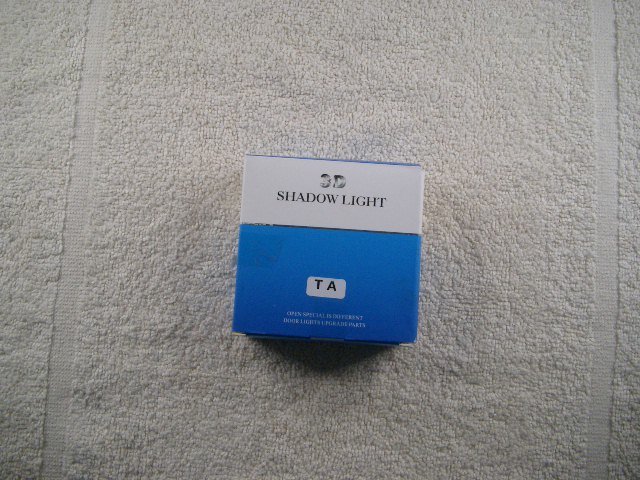 3D
SHADOW LIGHT
T A
OPEN SPECIAL IS DIFFERENT
DOOR LIGHTS UPGRADE PARTS